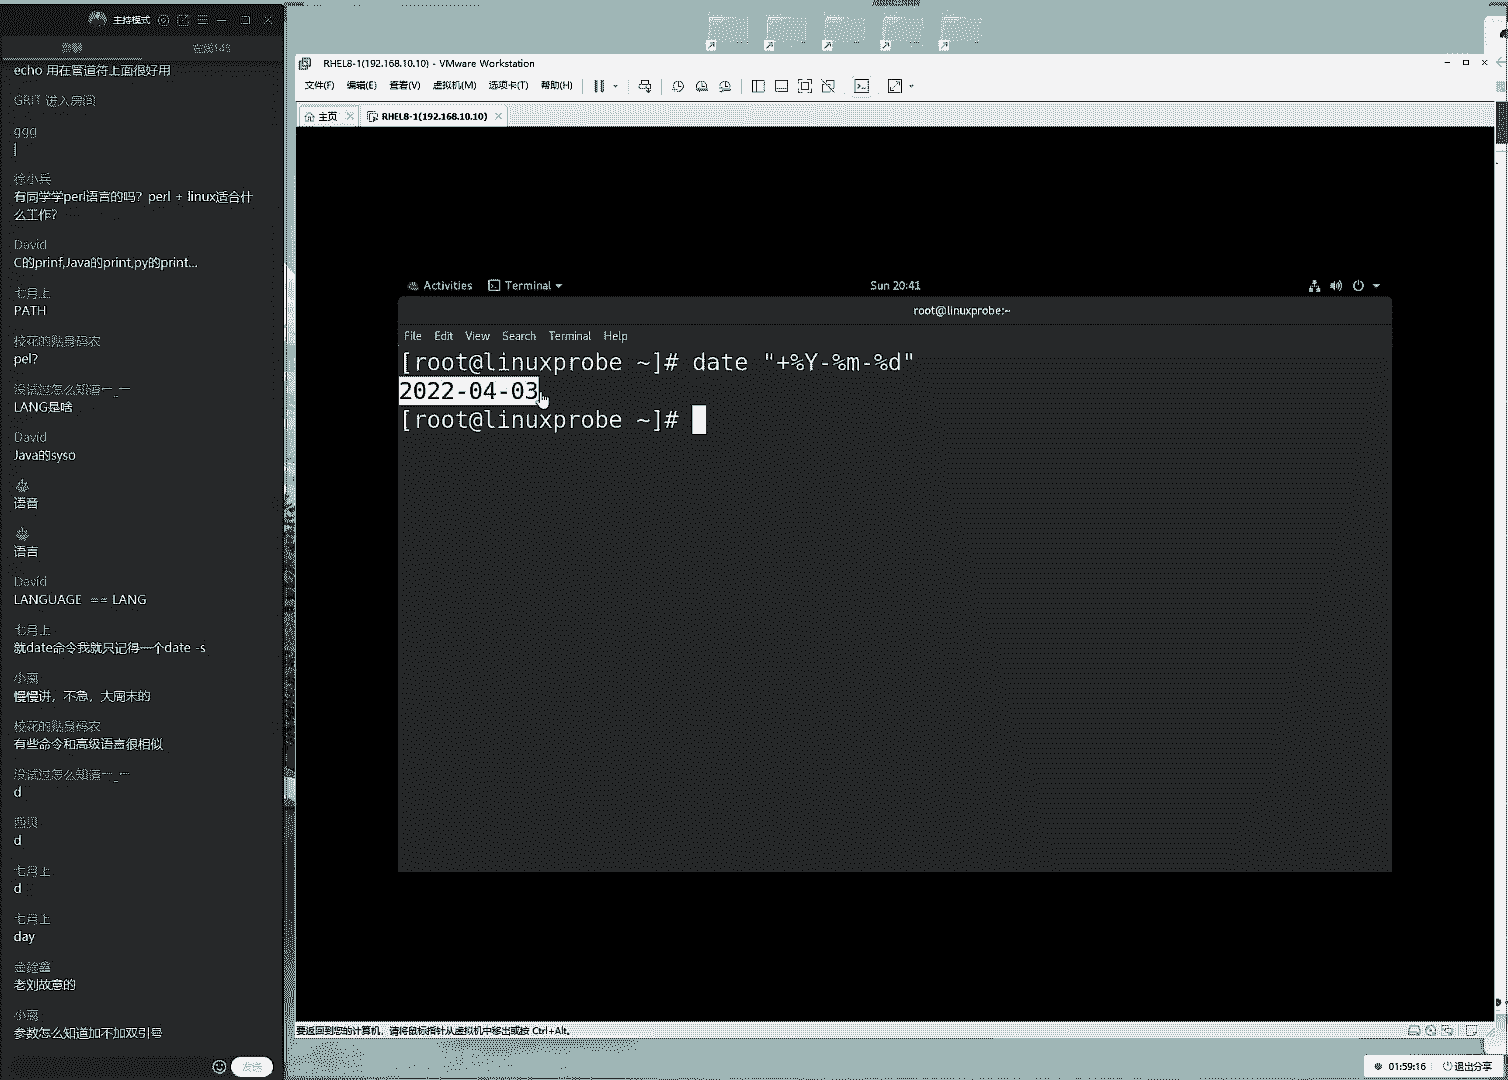 主持模式
echo 用在管道符上面很好用
GRIT 进入房间
ggg
徐小兵
有同学学perl语言的吗？perl + linux适合什
么工作？
David
C的prinf,Java的print,py的print...
七月上
PATH
校花的贴身码农
pel?
没试过怎么知道一_一
LANG是啥
David
Java的syso
语音
语言
David
LANGUAGE == LANG
七月上
就date命令我就只记得一个date -s
小南
慢慢讲，不急，大周末的
校花的贴身码农
有些命令和高级语言很相似
没试过怎么知道一_一
d
d
七月上
d
七月上
day
老刘故意的
小南
参数怎么知道加不加双引号
发送
RHEL8-1(192.168.10.10) - VMware Workstation
文件(F) 编辑(E) 查看(V) 虚拟机(M) 选项卡(T) 帮助(H)
主页 RHEL8-1(192.168.10.10)
Activities Terminal Sun 20:41
root@linuxprobe:~
File Edit View Search Terminal Help
[root@linuxprobe ~]# date "+%Y-%m-%d"
2022-04-03
[root@linuxprobe ~]#
要返回到您的计算机，请将鼠标指针从虚拟机中移出或按 Ctrl+Alt。
01:59:16 退出分享